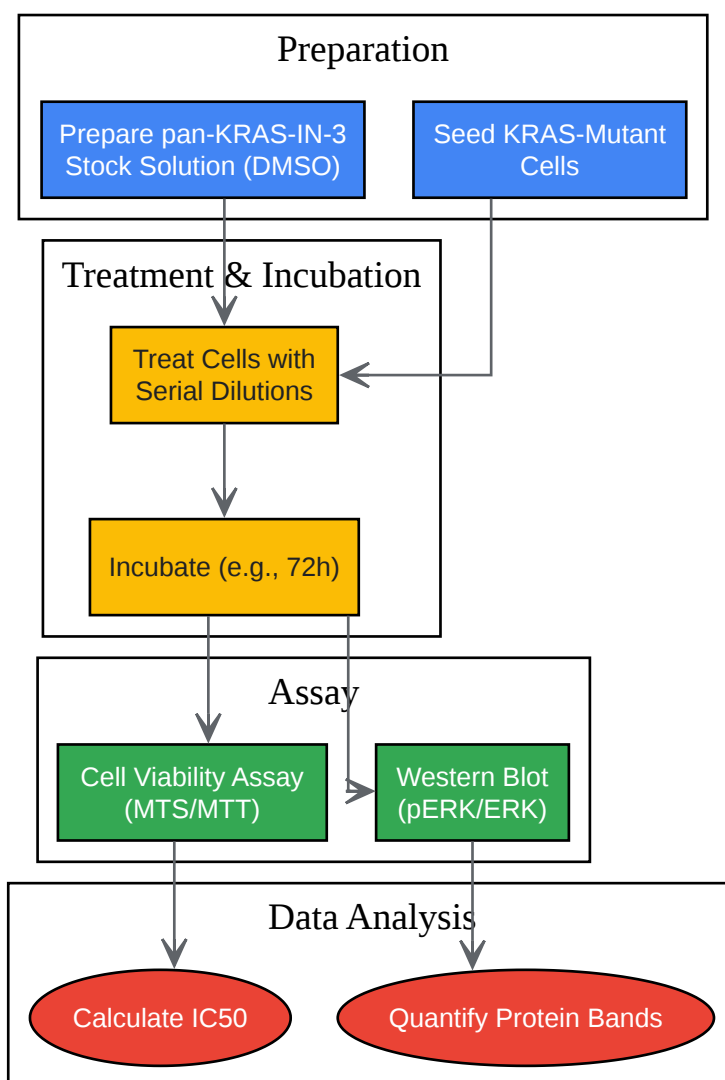 Preparation
Prepare pan-KRAS-IN-3
Stock Solution (DMSO)
Seed KRAS-Mutant
Cells
Treatment & Incubation
Treat Cells with
Serial Dilutions
Incubate (e.g., 72h)
Assay
Cell Viability Assay
(MTS/MTT)
Western Blot
(pERK/ERK)
Data Analysis
Calculate IC50
Quantify Protein Bands